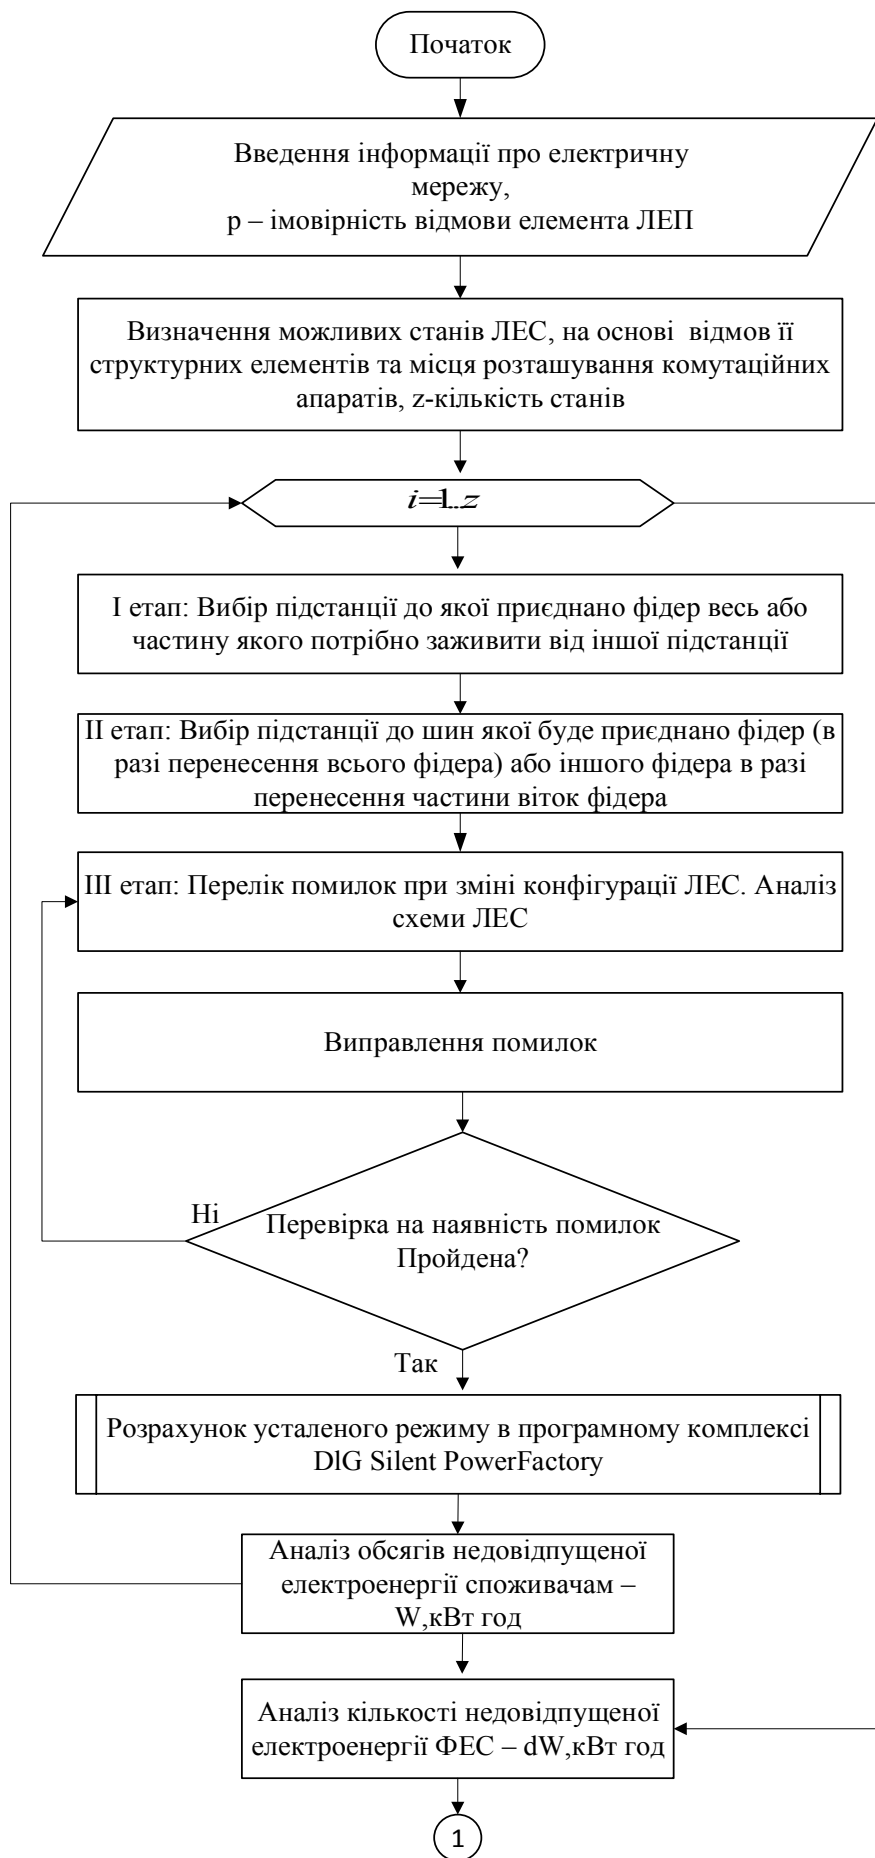 Початок
Введення інформації про електричну
мережу,
p – імовірність відмови елемента ЛЕП
Визначення можливих станів ЛЕС, на основі відмов її
структурних елементів та місця розташування комутаційних
апаратів, z-кількість станів
i=1..z
I етап: Вибір підстанції до якої приєднано фідер весь або
частину якого потрібно заживити від іншої підстанції
II етап: Вибір підстанції до шин якої буде приєднано фідер (в
разі перенесення всього фідера) або іншого фідера в разі
перенесення частини віток фідера
III етап: Перелік помилок при зміні конфігурації ЛЕС. Аналіз
схеми ЛЕС
Виправлення помилок
Ні
Перевірка на наявність помилок
Пройдена?
Так
Розрахунок усталеного режиму в програмному комплексі
DlG Silent PowerFactory
Аналіз обсягів недовідпущеної
електроенергії споживачам –
W,кВт год
Аналіз кількості недовідпущеної
електроенергії ФЕС – dW,кВт год
1